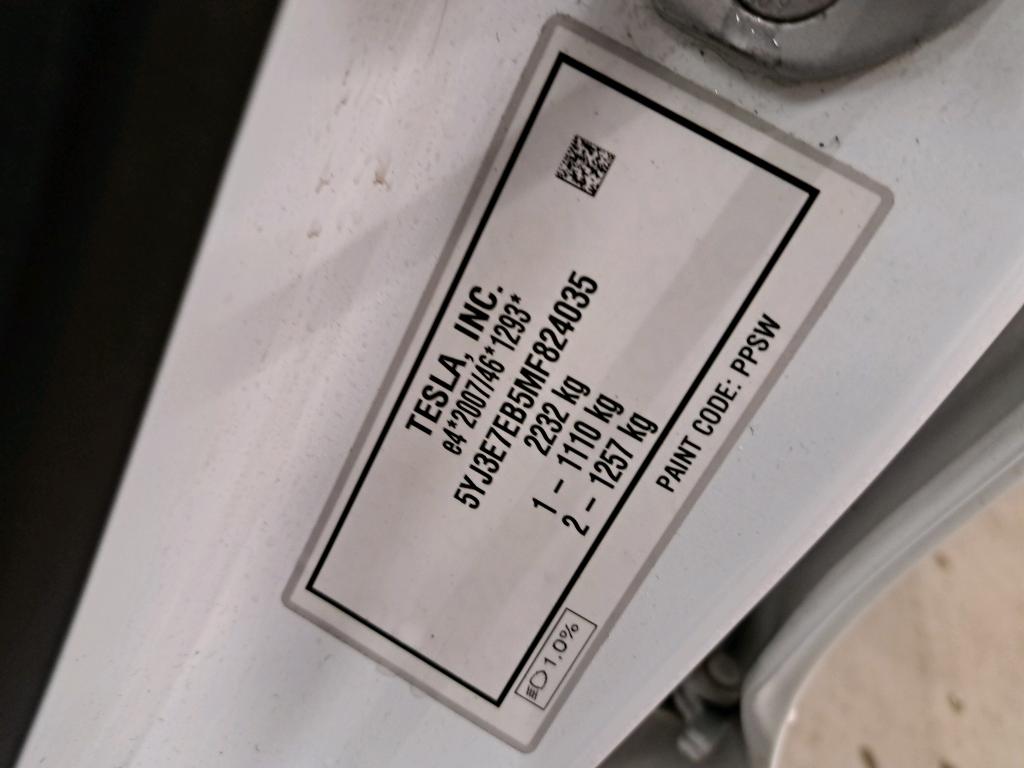 TESLA, INC.
e4*2007/46*1293*
5YJ3E7EB5MF824035
2232 kg
1 - 1110 kg
2 - 1257 kg
PAINT CODE: PPSW
1.0%